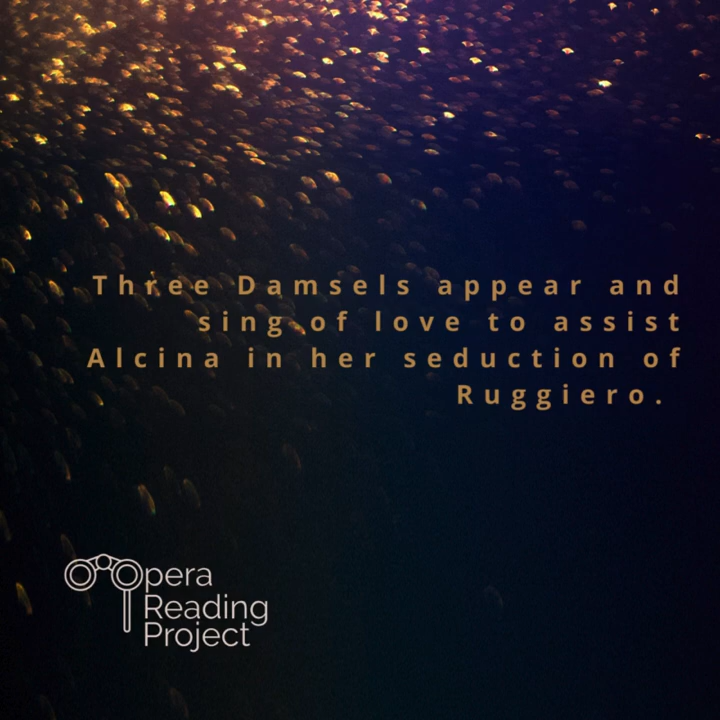 Three Damsels appear and
sing of love to assist
Alcina in her seduction of
Ruggiero.
Opera
Reading
Project